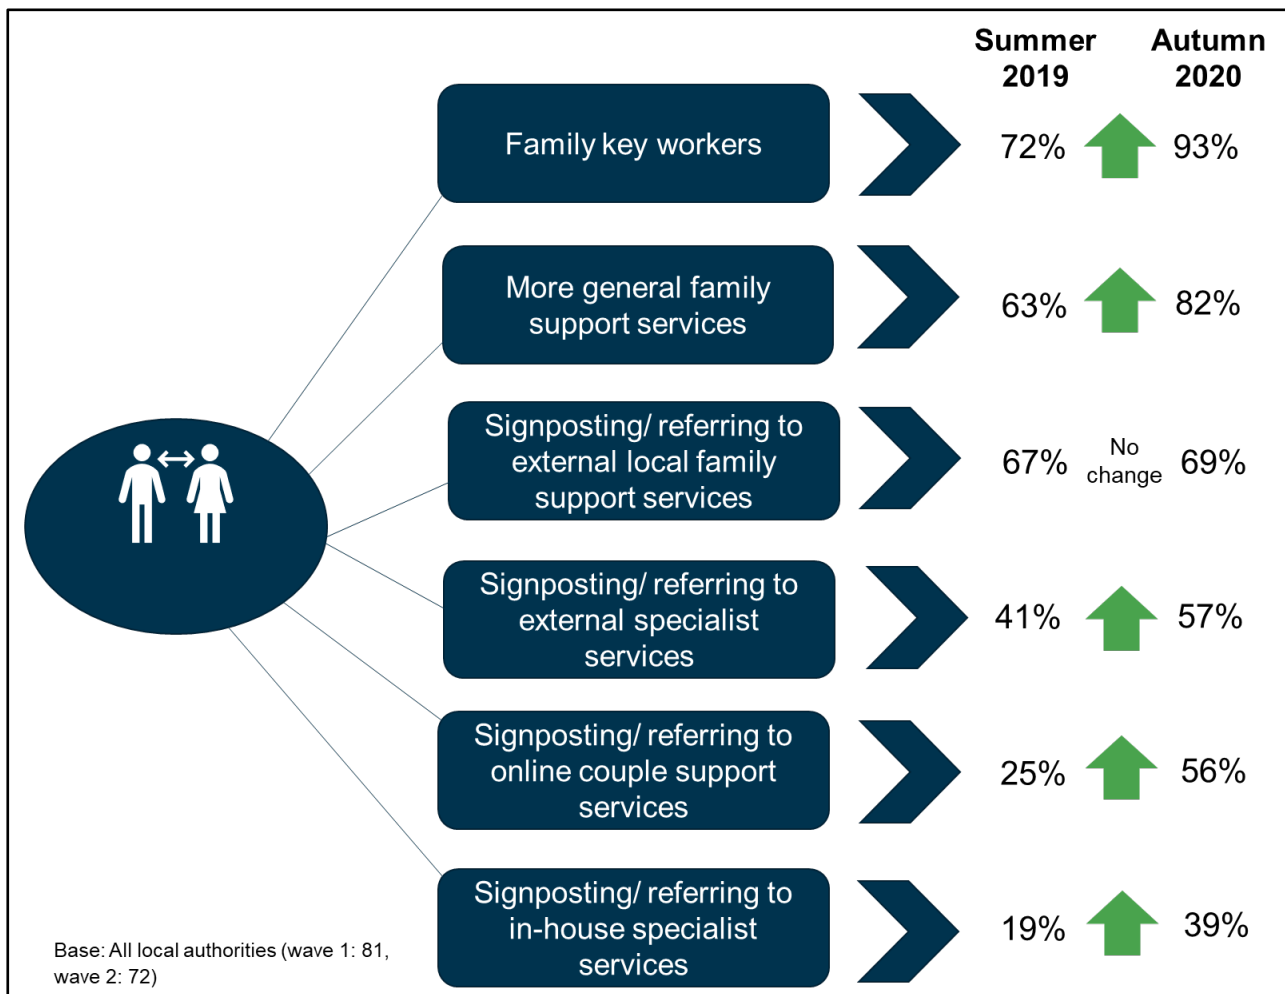 Summer 2019
Autumn 2020
Family key workers
72%
93%
More general family
support services
63%
82%
Signposting/ referring to
external local family
support services
67%
No
change
69%
Signposting/ referring to
external specialist
services
41%
57%
Signposting/ referring to
online couple support
services
25%
56%
Signposting/ referring to
in-house specialist
services
19%
39%
Base: All local authorities (wave 1: 81,
wave 2: 72)